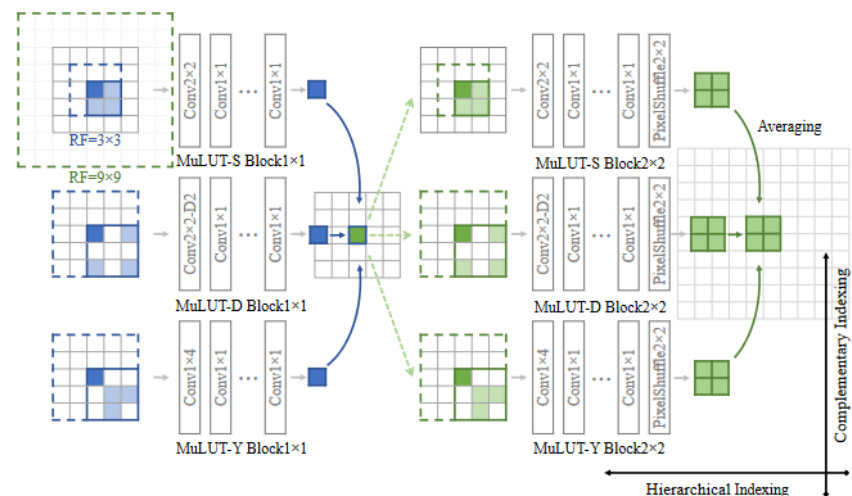 Conv2×2
Conv1×1
...
Conv1×1
RF=3×3
RF=9×9
MuLUT-S Block1×1
Conv2×2
Conv1×1
...
Conv1×1
PixelShuffle2×2
MuLUT-S Block2×2
Averaging
Conv2×2-D2
Conv1×1
...
Conv1×1
MuLUT-D Block1×1
Conv2×2-D2
Conv1×1
...
Conv1×1
PixelShuffle2×2
MuLUT-D Block2×2
Conv1×4
Conv1×1
...
Conv1×1
MuLUT-Y Block1×1
Conv1×4
Conv1×1
...
Conv1×1
PixelShuffle2×2
MuLUT-Y Block2×2
Complementary Indexing
Hierarchical Indexing